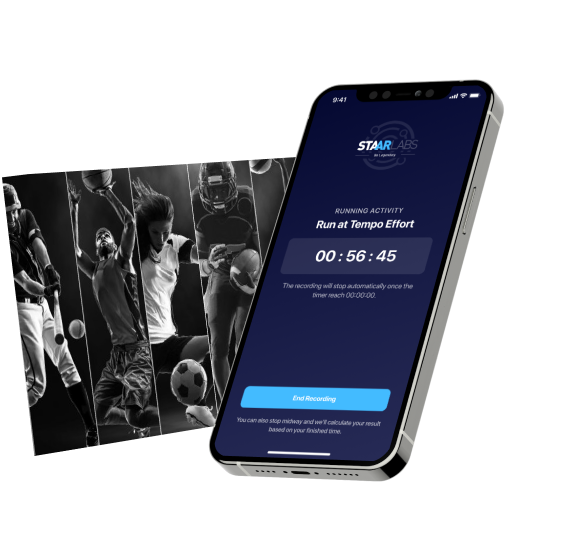 9:41
STAARLABS
Be Legendary
RUNNING ACTIVITY
Run at Tempo Effort
00 : 56 : 45
The recording will stop automatically once the
timer reach 00:00:00.
End Recording
You can also stop midway and we'll calculate your result
based on your finished time.